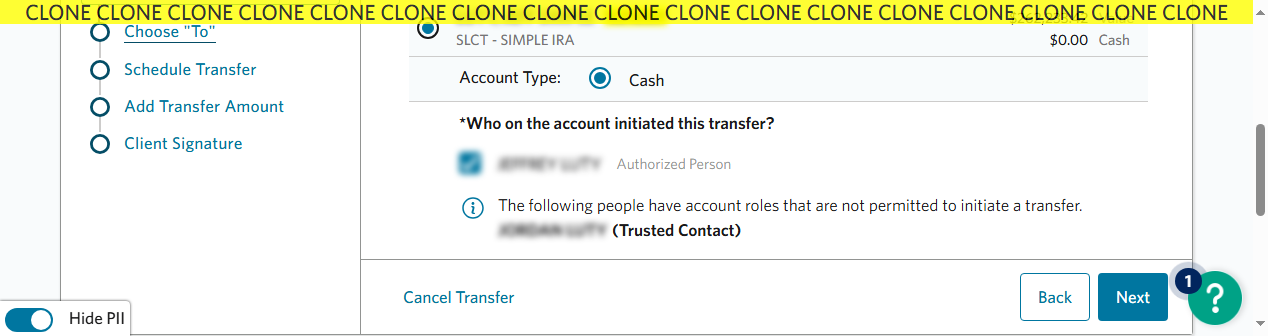 CLONE CLONE CLONE CLONE CLONE CLONE CLONE CLONE CLONE CLONE CLONE CLONE CLONE CLONE CLONE CLONE CLONE
Choose "To"
Schedule Transfer
Add Transfer Amount
Client Signature
SLCT - SIMPLE IRA
$0.00 Cash
Account Type: Cash
*Who on the account initiated this transfer?
Authorized Person
The following people have account roles that are not permitted to initiate a transfer.
(Trusted Contact)
Cancel Transfer
Back
Next
1
?
Hide PII